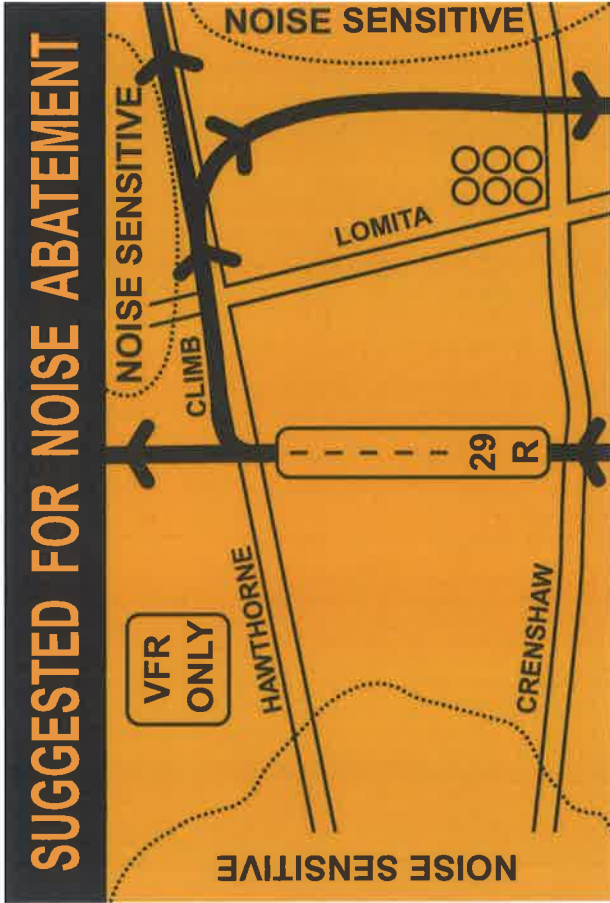 SUGGESTED FOR NOISE ABATEMENT
NOISE SENSITIVE
NOISE SENSITIVE
CLIMB
LOMITA
VFR
ONLY
HAWTHORNE
29
R
CRENSHAW
NOISE SENSITIVE